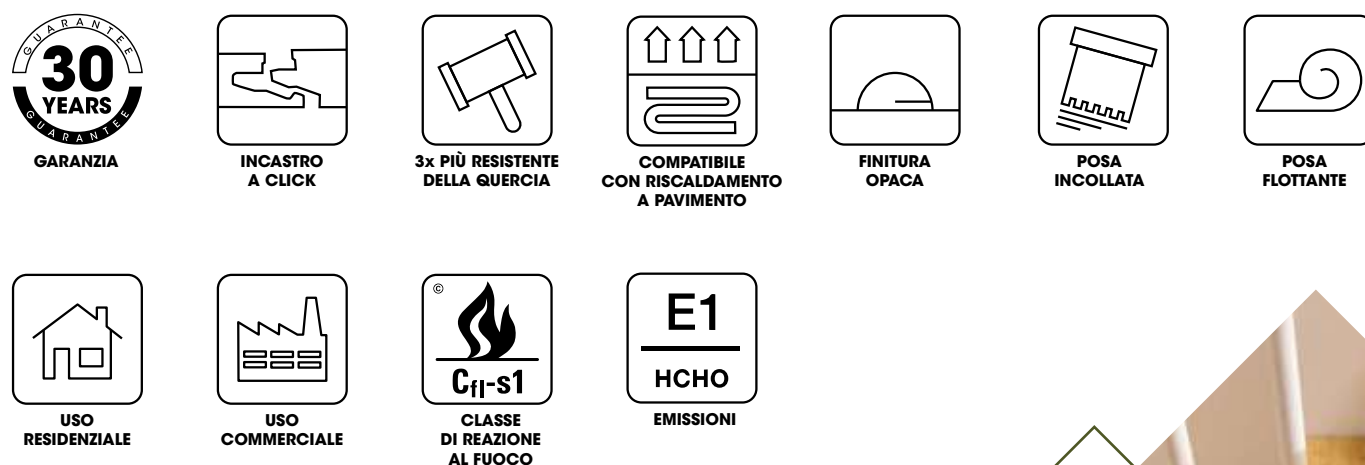 GUARANTEE
30
YEARS
GUARANTEE
GARANZIA
INCASTRO
A CLICK
3x PIÙ RESISTENTE
DELLA QUERCIA
COMPATIBILE
CON RISCALDAMENTO
A PAVIMENTO
FINITURA
OPACA
POSA
INCOLLATA
POSA
FLOTTANTE
USO
RESIDENZIALE
USO
COMMERCIALE
©
Cfl-s1
CLASSE
DI REAZIONE
AL FUOCO
E1
HCHO
EMISSIONI